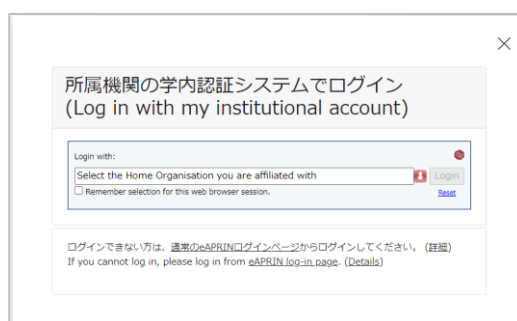 所属機関の学内認証システムでログイン
(Log in with my institutional account)
Login with:
Select the Home Organisation you are affiliated with
Login
Remember selection for this web browser session.
Reset
ログインできない方は、通常のeAPRINログインページからログインしてください。 (詳細)
If you cannot log in, please log in from eAPRIN log-in page. (Details)